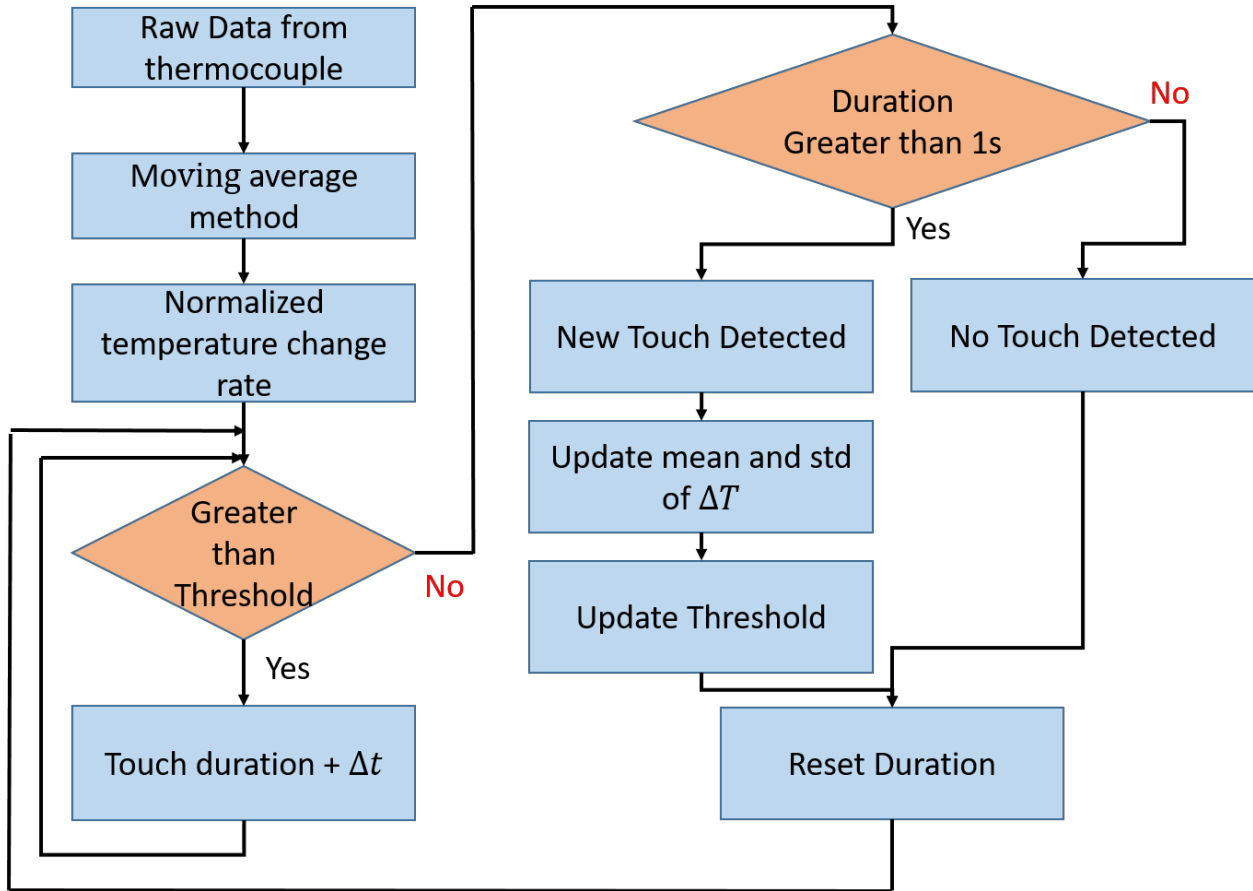 Raw Data from
thermocouple
Moving average
method
Normalized
temperature change
rate
Greater
than
Threshold
No
Yes
Touch duration + Δt
Duration
Greater than 1s
No
Yes
New Touch Detected
No Touch Detected
Update mean and std
of ΔT
Update Threshold
Reset Duration